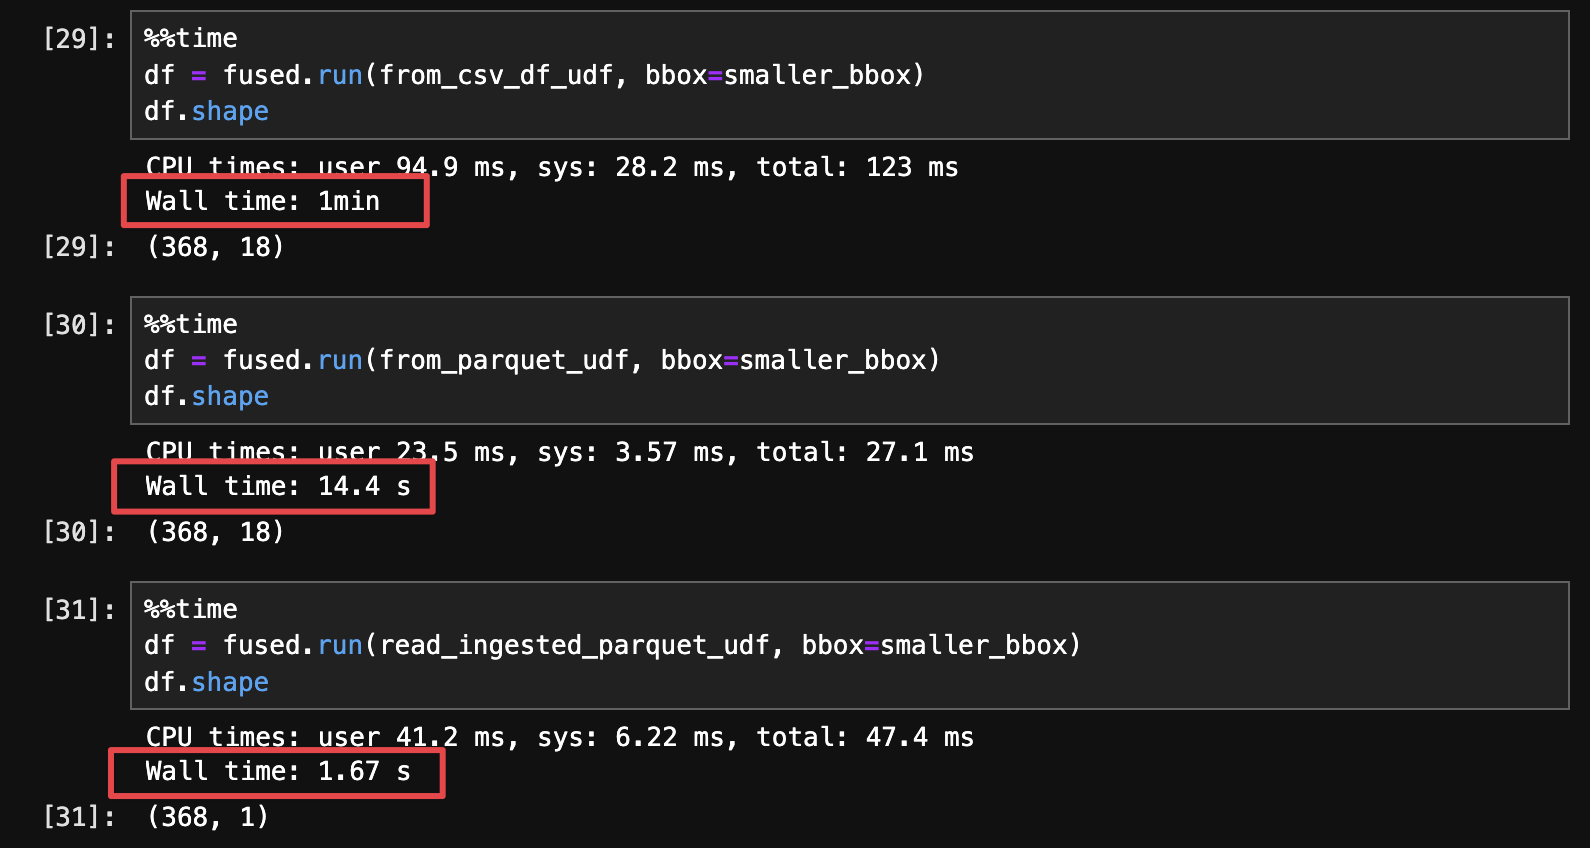 [29]: %%time
df = fused.run(from_csv_df_udf, bbox=smaller_bbox)
df.shape
CPU times: user 94.9 ms, sys: 28.2 ms, total: 123 ms
Wall time: 1min
[29]: (368, 18)
[30]: %%time
df = fused.run(from_parquet_udf, bbox=smaller_bbox)
df.shape
CPU times: user 23.5 ms, sys: 3.57 ms, total: 27.1 ms
Wall time: 14.4 s
[30]: (368, 18)
[31]: %%time
df = fused.run(read_ingested_parquet_udf, bbox=smaller_bbox)
df.shape
CPU times: user 41.2 ms, sys: 6.22 ms, total: 47.4 ms
Wall time: 1.67 s
[31]: (368, 1)